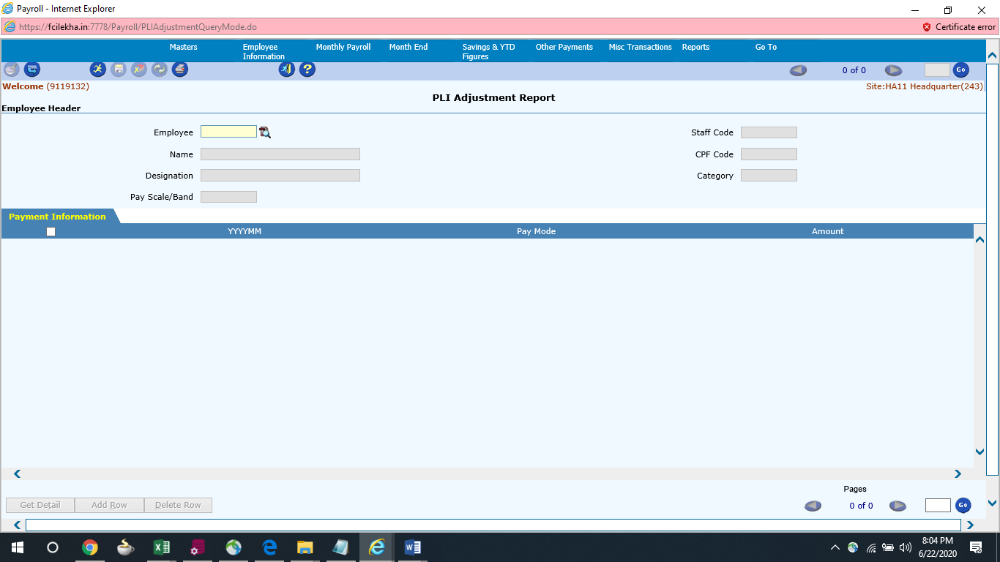 Payroll - Internet Explorer
https://fcilekha.in:7778/Payroll/PLIAdjustmentQueryMode.do Certificate error
Masters Employee Information Monthly Payroll Month End Savings & YTD Figures Other Payments Misc Transactions Reports Go To
0 of 0 Go
Welcome (9119132) Site:HA11 Headquarter(243)
PLI Adjustment Report
Employee Header
Employee Staff Code
Name CPF Code
Designation Category
Pay Scale/Band
Payment Information
YYYYMM Pay Mode Amount
Pages
Get Detail Add Row Delete Row 0 of 0 Go
8:04 PM
6/22/2020